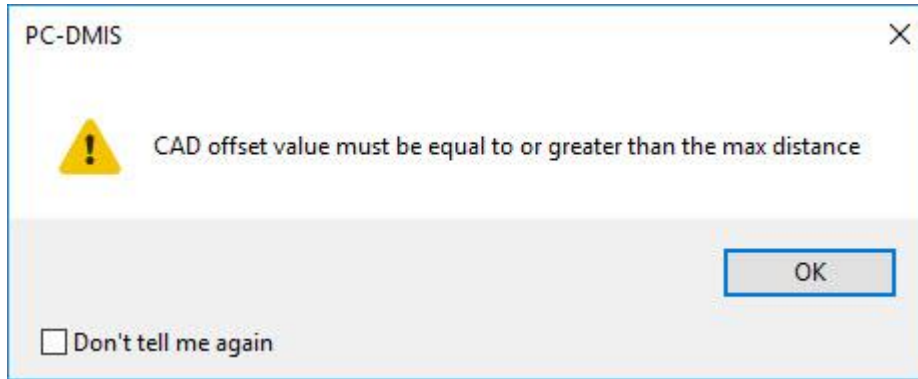 PC-DMIS
CAD offset value must be equal to or greater than the max distance
OK
Don't tell me again